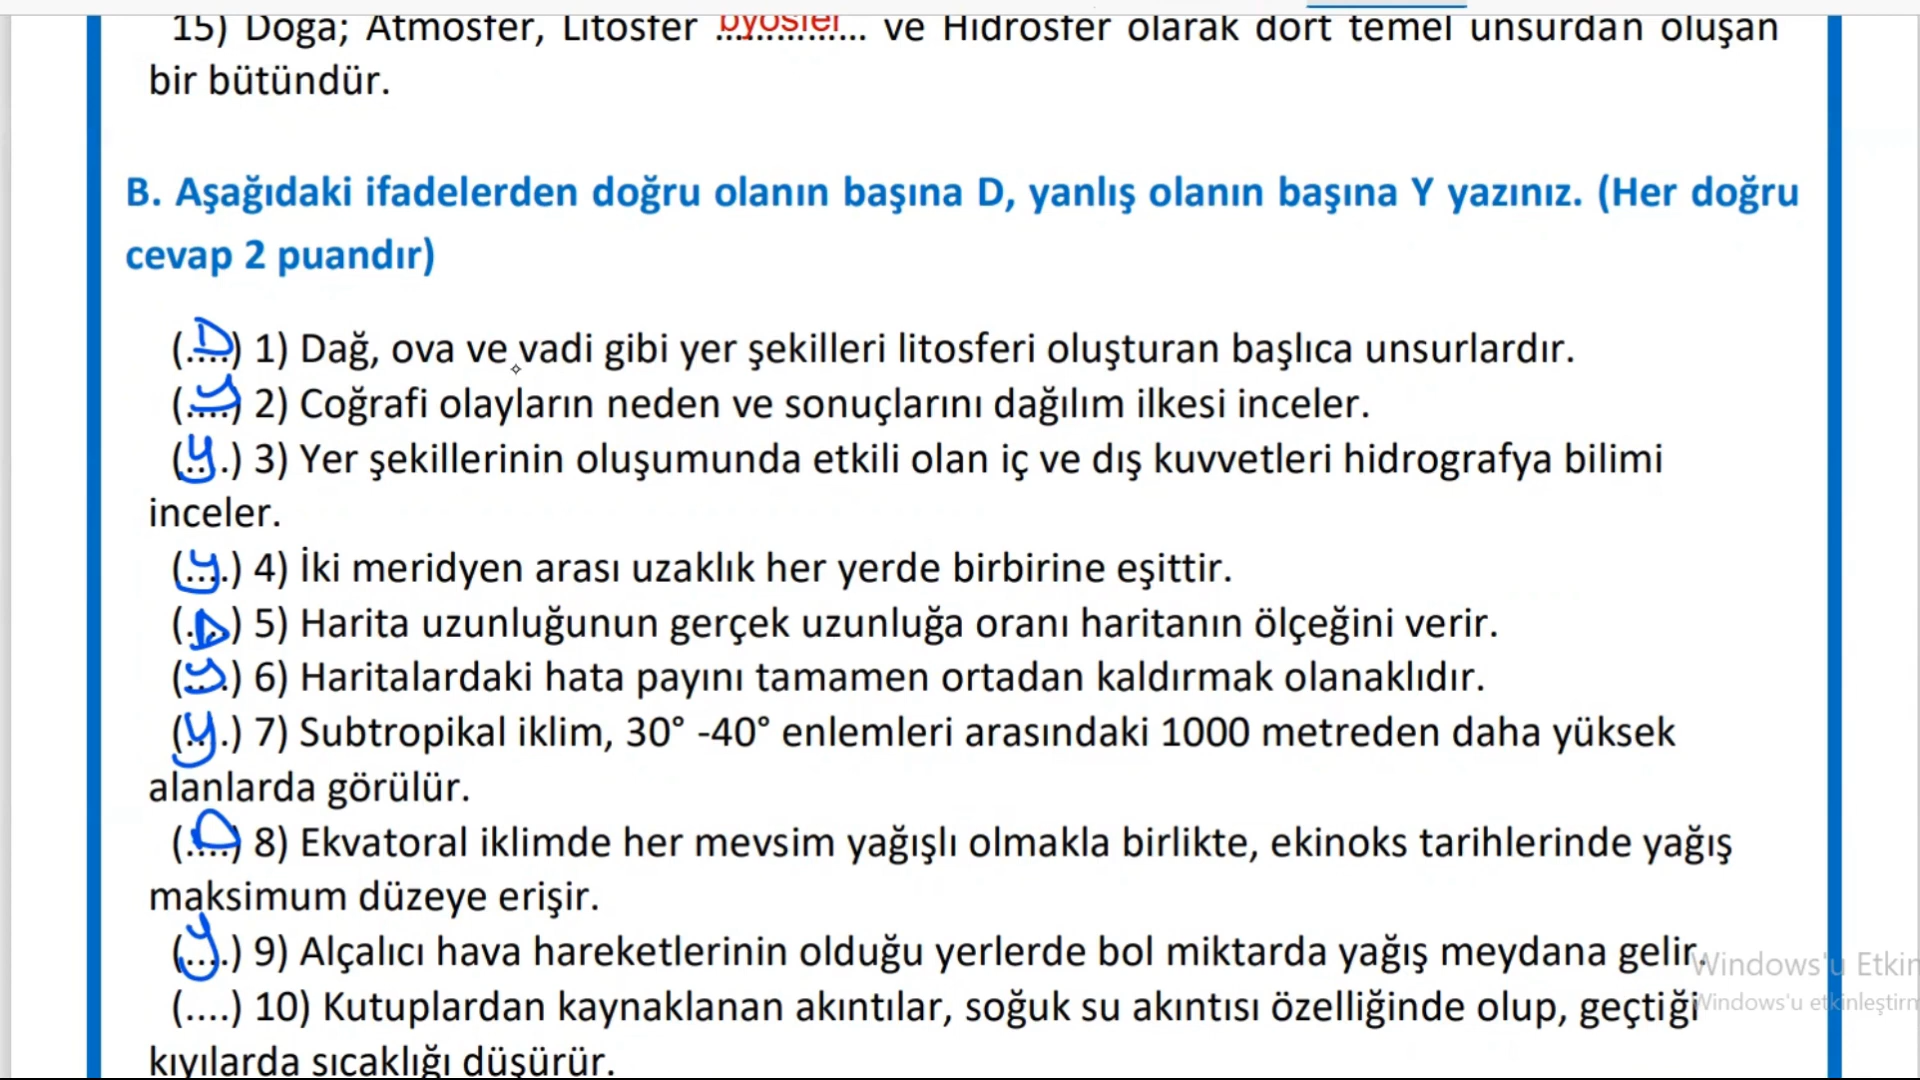 15) Doğa; Atmosfer, Litosfer byosfer ve Hidrosfer olarak dört temel unsurdan oluşan
bir bütündür.
B. Aşağıdaki ifadelerden doğru olanın başına D, yanlış olanın başına Y yazınız. (Her doğru
cevap 2 puandır)
(.D.) 1) Dağ, ova ve vadi gibi yer şekilleri litosferi oluşturan başlıca unsurlardır.
(.y.) 2) Coğrafi olayların neden ve sonuçlarını dağılım ilkesi inceler.
(.y.) 3) Yer şekillerinin oluşumunda etkili olan iç ve dış kuvvetleri hidrografya bilimi
inceler.
(.y.) 4) İki meridyen arası uzaklık her yerde birbirine eşittir.
(.D.) 5) Harita uzunluğunun gerçek uzunluğa oranı haritanın ölçeğini verir.
(.y.) 6) Haritalardaki hata payını tamamen ortadan kaldırmak olanaklıdır.
(.y.) 7) Subtropikal iklim, 30° -40° enlemleri arasındaki 1000 metreden daha yüksek
alanlarda görülür.
(.D.) 8) Ekvatoral iklimde her mevsim yağışlı olmakla birlikte, ekinoks tarihlerinde yağış
maksimum düzeye erişir.
(.y.) 9) Alçalıcı hava hareketlerinin olduğu yerlerde bol miktarda yağış meydana gelir.
Windows'u Etkin
(....) 10) Kutuplardan kaynaklanan akıntılar, soğuk su akıntısı özelliğinde olup, geçtiği
Windows'u etkinleştirm
kıyılarda sıcaklığı düşürür.